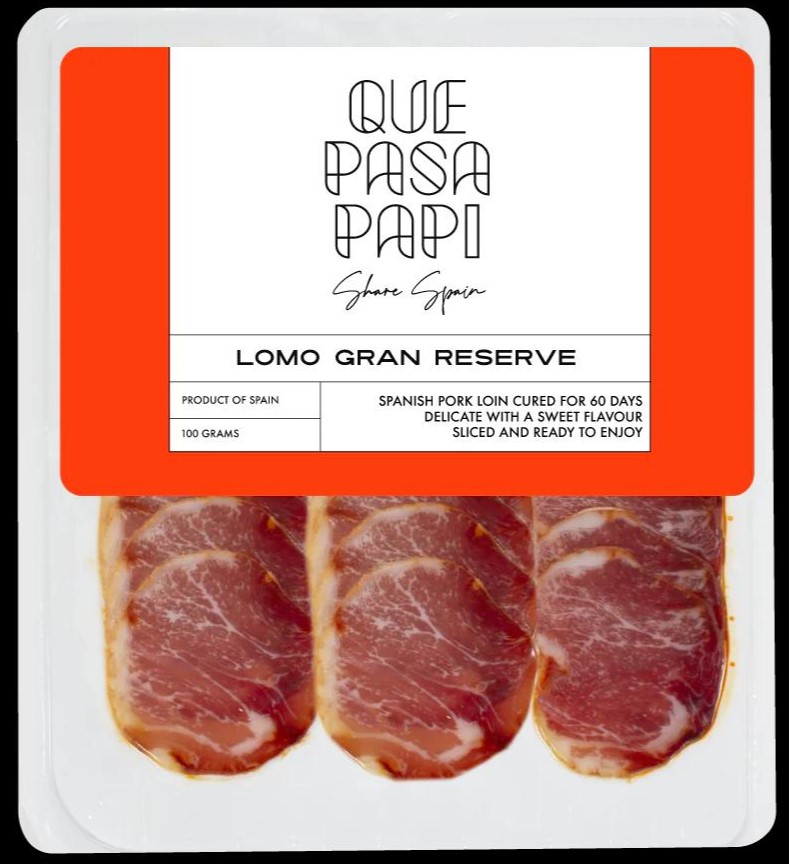 QUE
PASA
PAPI
Share Spain
LOMO GRAN RESERVE
PRODUCT OF SPAIN
100 GRAMS
SPANISH PORK LOIN CURED FOR 60 DAYS
DELICATE WITH A SWEET FLAVOUR
SLICED AND READY TO ENJOY